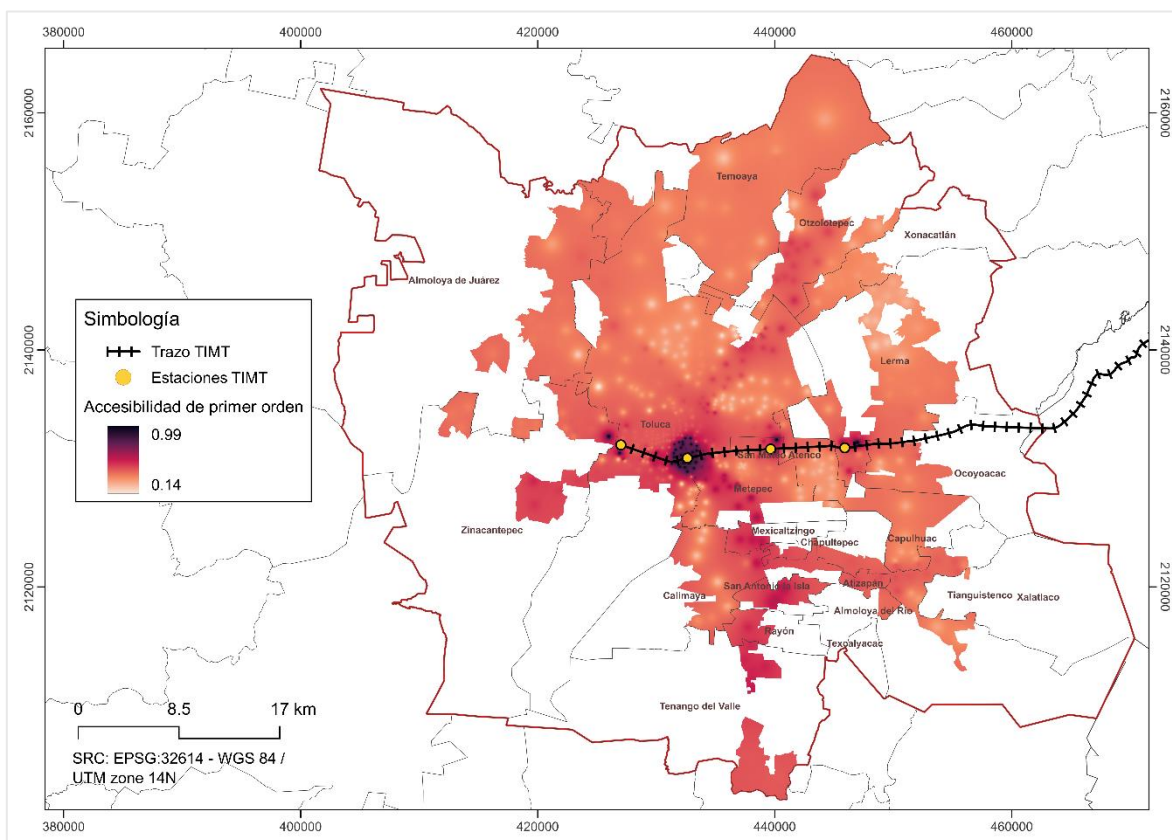 380000 400000 420000 440000 460000
2160000 2160000
Temoaya
Otzolotepec
Xonacatlán
Almoloya de Juárez
Simbología
Trazo TIMT
Estaciones TIMT
Accesibilidad de primer orden
0.99
0.14
2140000 2140000
Lerma
Toluca
San Mateo Atenco
Ocoyoacac
Metepec
Zinacantepec
Mexicaltzingo
Chapultepec
Capulhuac
2120000 2120000
Calimaya
San Antonio la Isla
Atizapán
Tianguistenco
Xalatlaco
Almoloya del Río
Rayón
Texcalyacac
Tenango del Valle
0 8.5 17 km
SRC: EPSG:32614 - WGS 84 /
UTM zone 14N
380000 400000 420000 440000 460000